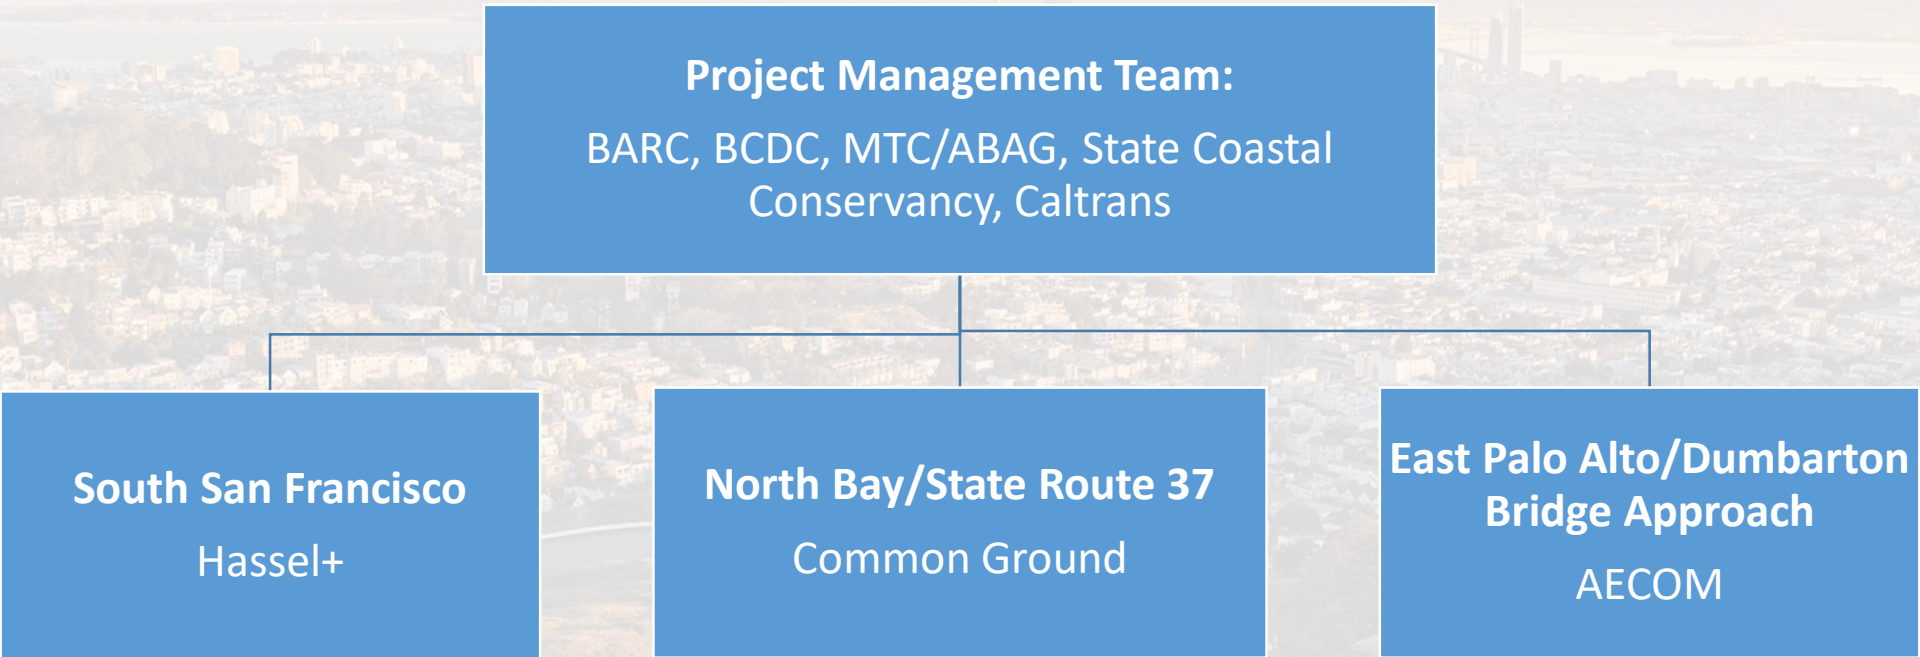 Project Management Team:
BARC, BCDC, MTC/ABAG, State Coastal
Conservancy, Caltrans
South San Francisco
Hassel+
North Bay/State Route 37
Common Ground
East Palo Alto/Dumbarton
Bridge Approach
AECOM